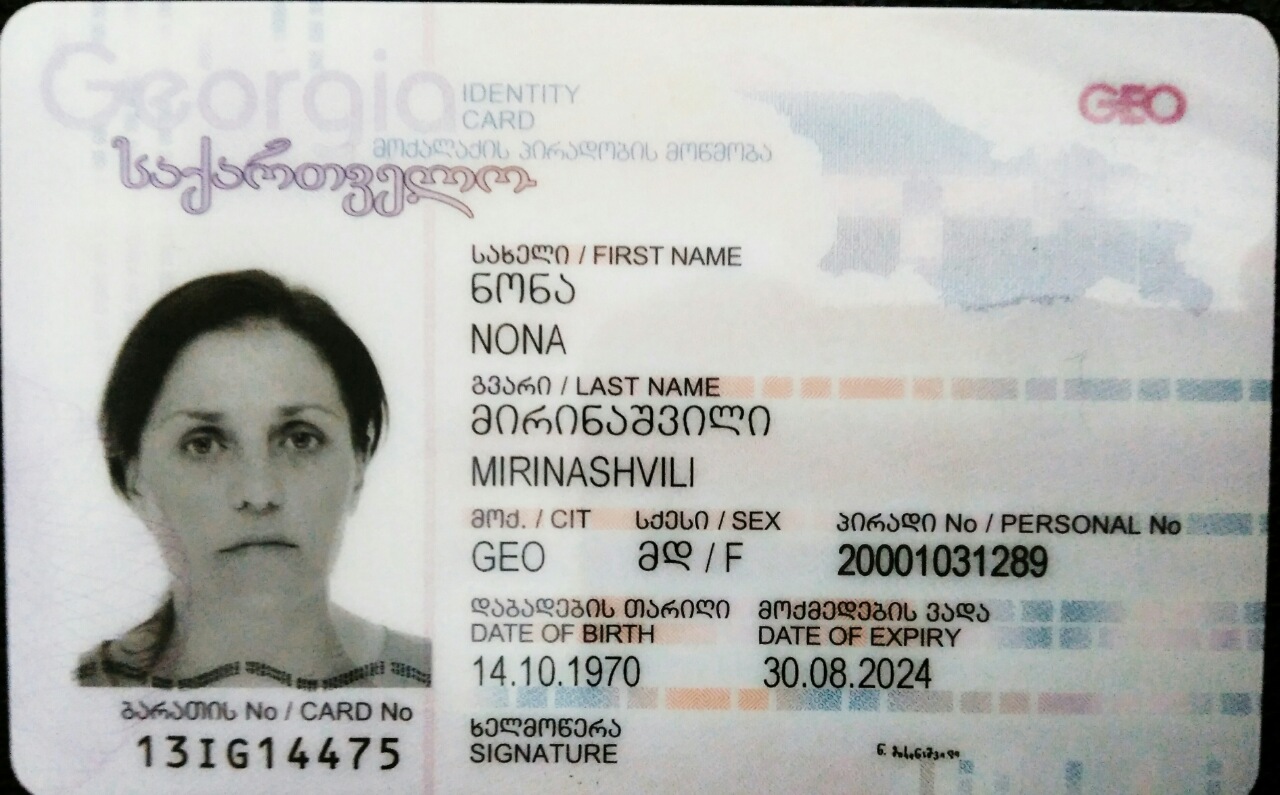 Georgia
IDENTITY
CARD
მოქალაქის პირადობის მოწმობა
საქართველო
GEO
სახელი / FIRST NAME
ნონა
NONA
გვარი / LAST NAME
მირინაშვილი
MIRINASHVILI
მოქ. / CIT სქესი / SEX პირადი No / PERSONAL No
GEO მდ / F 20001031289
დაბადების თარიღი მოქმედების ვადა
DATE OF BIRTH DATE OF EXPIRY
14.10.1970 30.08.2024
ბარათის No / CARD No
13IG14475
ხელმოწერა
SIGNATURE